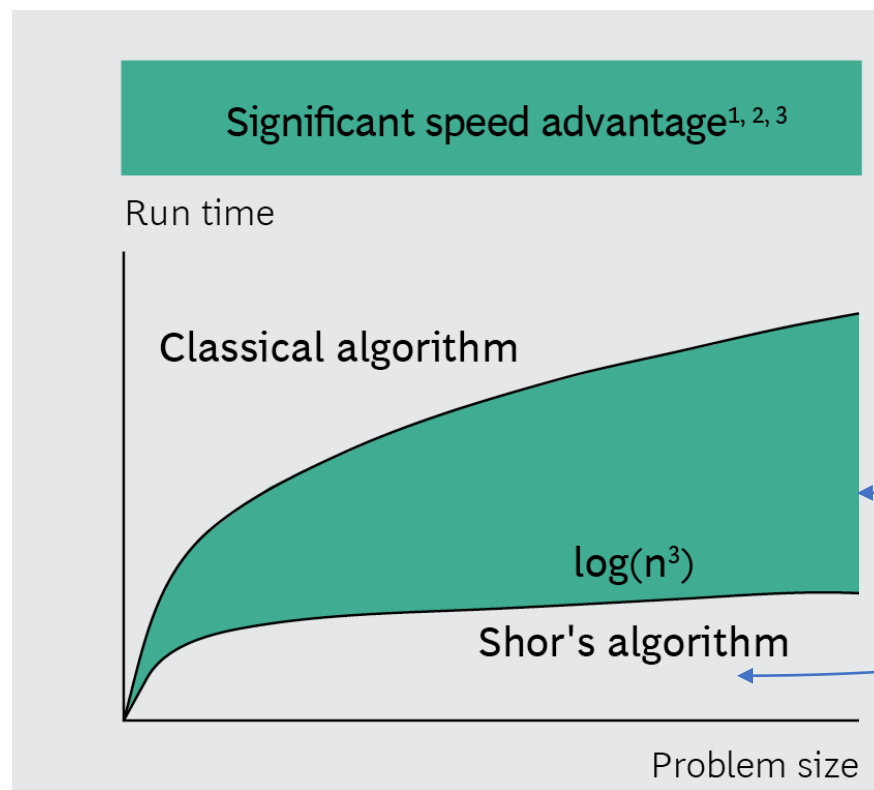 Significant speed advantage¹, ², ³
Run time
Classical algorithm
log(n³)
Shor's algorithm
Problem size